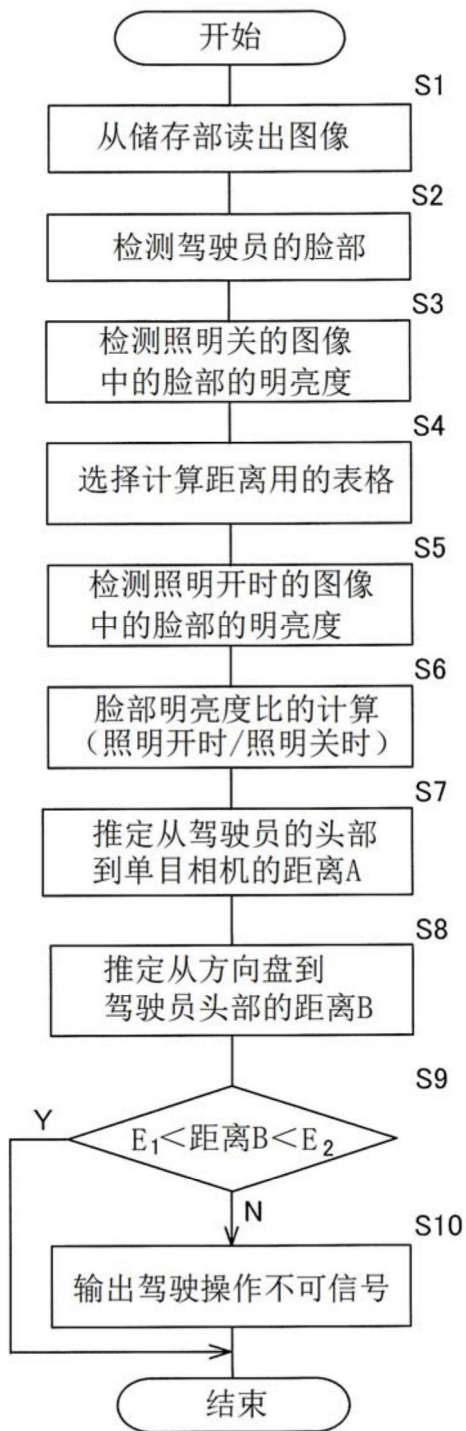 开始
S1
从储存部读出图像
S2
检测驾驶员的脸部
S3
检测照明关的图像
中的脸部的明亮度
S4
选择计算距离用的表格
S5
检测照明开时的图像
中的脸部的明亮度
S6
脸部明亮度比的计算
（照明开时/照明关时）
S7
推定从驾驶员的头部
到单目相机的距离A
S8
推定从方向盘到
驾驶员头部的距离B
S9
Y
E₁＜距离B＜E₂
N
S10
输出驾驶操作不可信号
结束